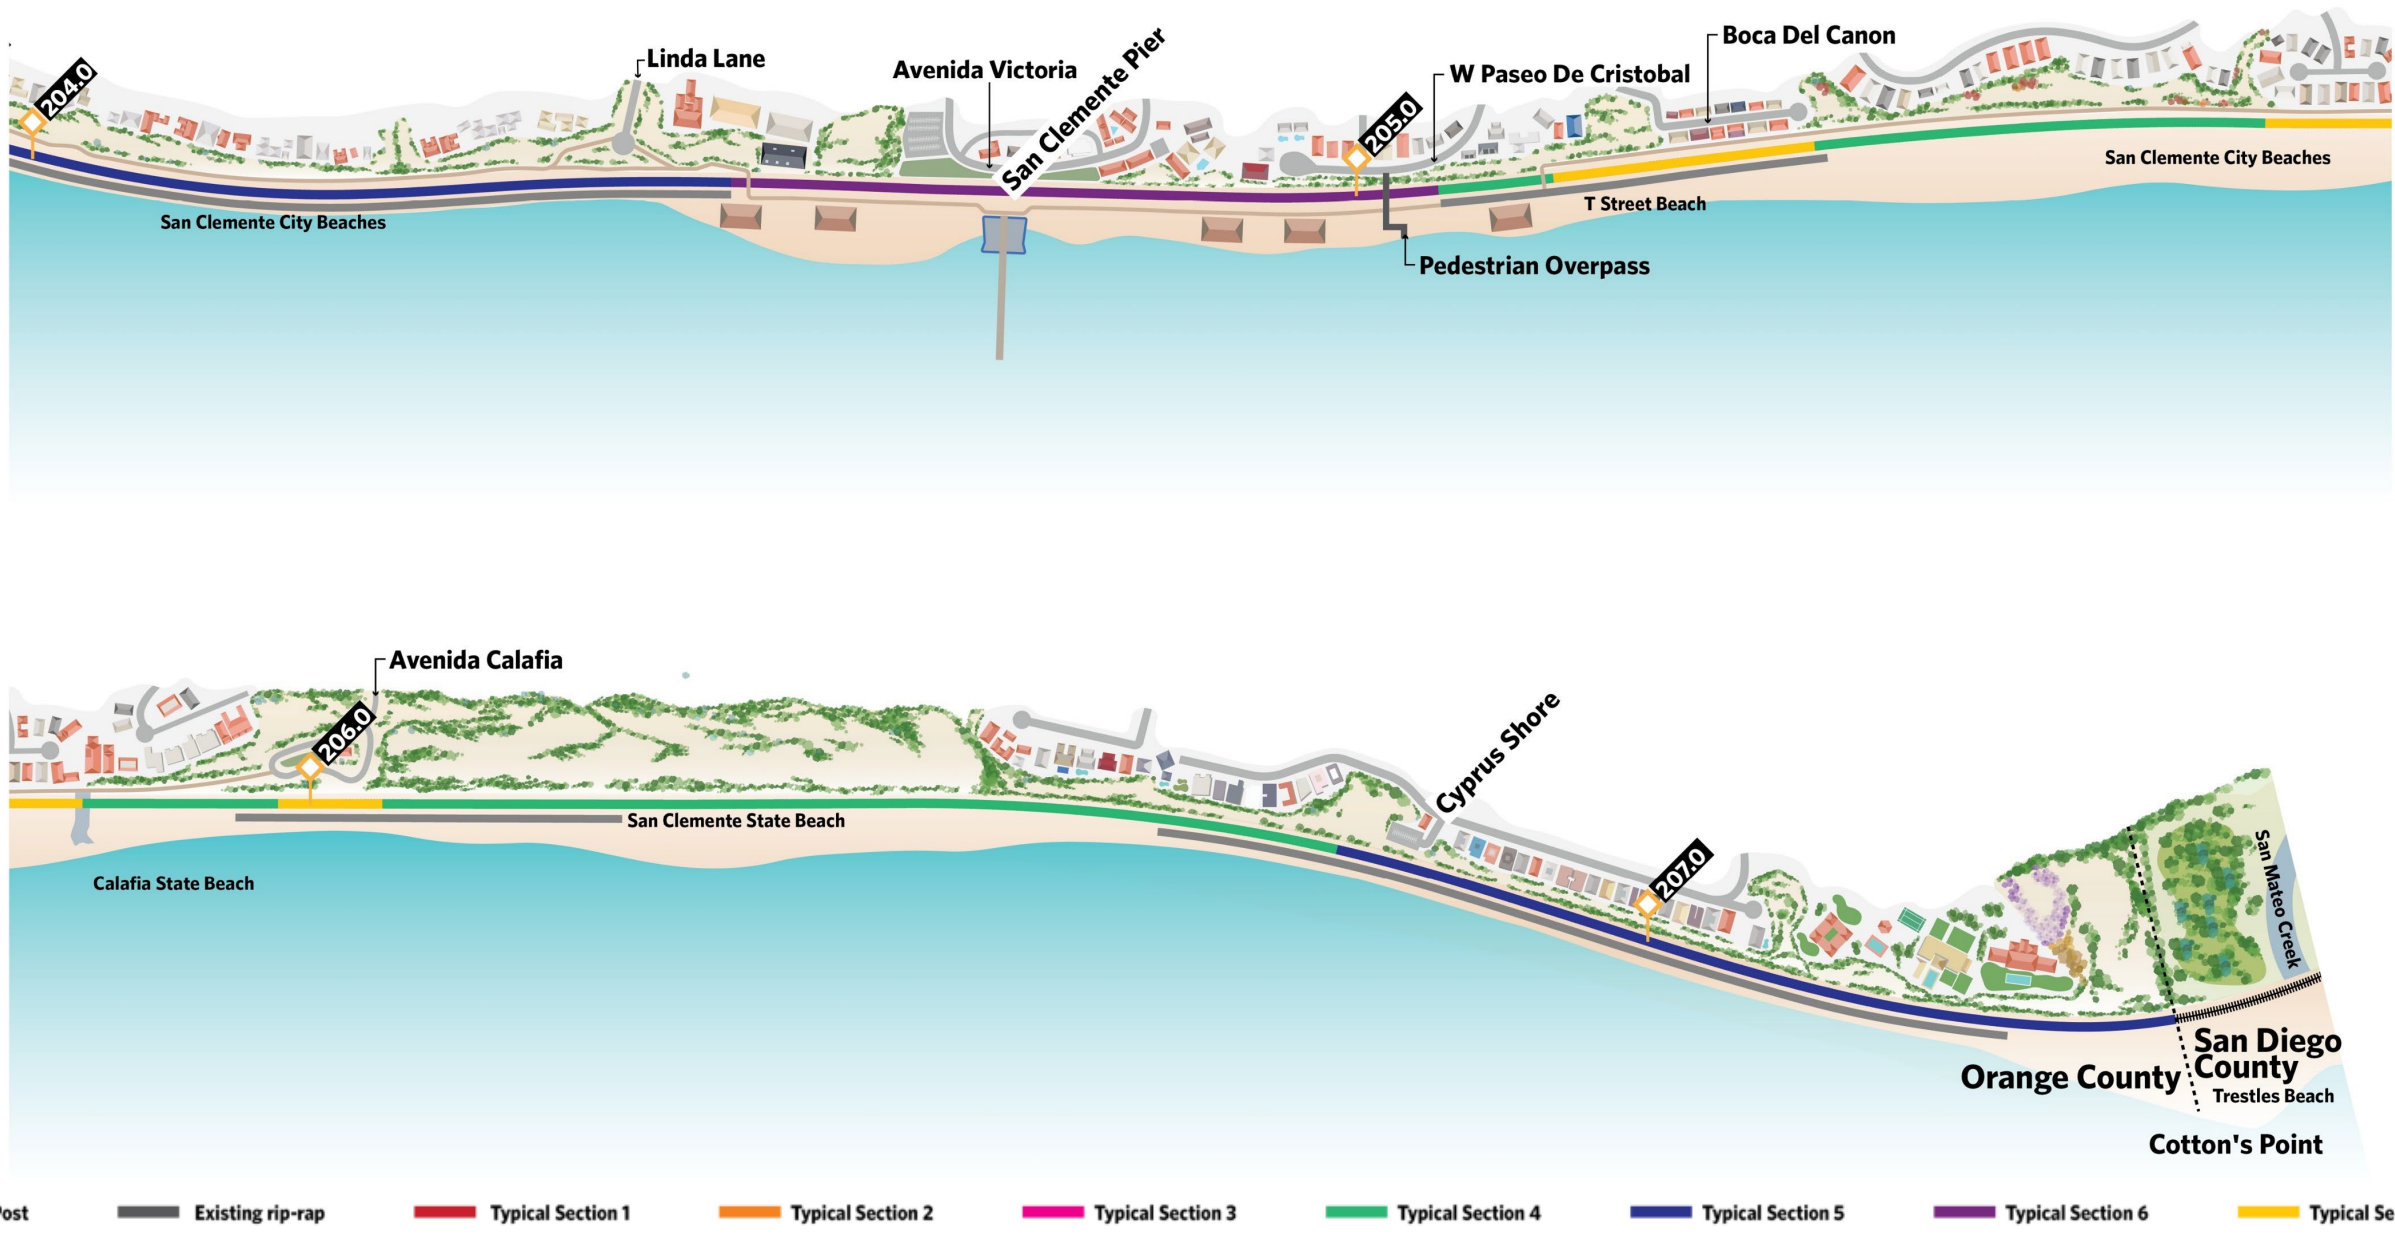 204.0
Linda Lane
Avenida Victoria
San Clemente Pier
205.0
W Paseo De Cristobal
Boca Del Canon
San Clemente City Beaches
San Clemente City Beaches
T Street Beach
Pedestrian Overpass
Avenida Calafia
206.0
San Clemente State Beach
Calafia State Beach
Cyprus Shore
207.0
San Mateo Creek
Orange County
San Diego
County
Trestles Beach
Cotton's Point
Post
Existing rip-rap
Typical Section 1
Typical Section 2
Typical Section 3
Typical Section 4
Typical Section 5
Typical Section 6
Typical Se